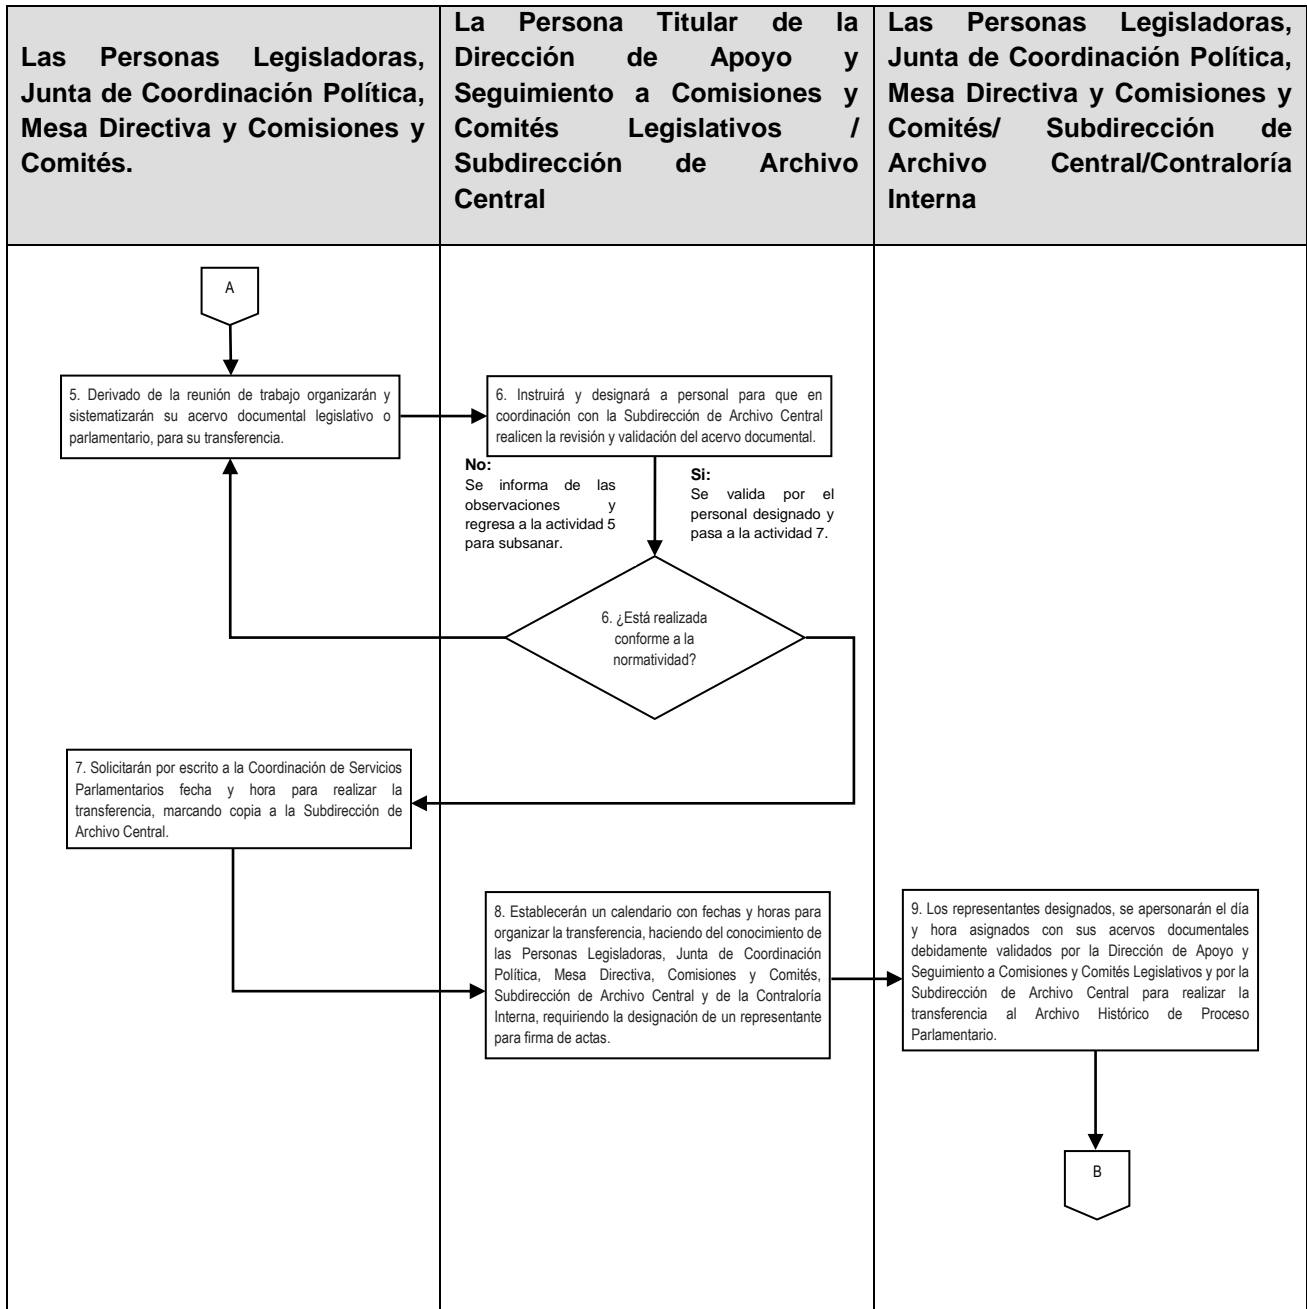 Las Personas Legisladoras,
Junta de Coordinación Política,
Mesa Directiva y Comisiones y
Comités.
La Persona Titular de la
Dirección de Apoyo y
Seguimiento a Comisiones y
Comités Legislativos /
Subdirección de Archivo
Central
Las Personas Legisladoras,
Junta de Coordinación Política,
Mesa Directiva y Comisiones y
Comités/ Subdirección de
Archivo Central/Contraloría
Interna
A
5. Derivado de la reunión de trabajo organizarán y
sistematizarán su acervo documental legislativo o
parlamentario, para su transferencia.
6. Instruirá y designará a personal para que en
coordinación con la Subdirección de Archivo Central
realicen la revisión y validación del acervo documental.
No:
Se informa de las
observaciones y
regresa a la actividad 5
para subsanar.
Si:
Se valida por el
personal designado y
pasa a la actividad 7.
6. ¿Está realizada
conforme a la
normatividad?
7. Solicitarán por escrito a la Coordinación de Servicios
Parlamentarios fecha y hora para realizar la
transferencia, marcando copia a la Subdirección de
Archivo Central.
8. Establecerán un calendario con fechas y horas para
organizar la transferencia, haciendo del conocimiento de
las Personas Legisladoras, Junta de Coordinación
Política, Mesa Directiva, Comisiones y Comités,
Subdirección de Archivo Central y de la Contraloría
Interna, requiriendo la designación de un representante
para firma de actas.
9. Los representantes designados, se apersonarán el día
y hora asignados con sus acervos documentales
debidamente validados por la Dirección de Apoyo y
Seguimiento a Comisiones y Comités Legislativos y por la
Subdirección de Archivo Central para realizar la
transferencia al Archivo Histórico de Proceso
Parlamentario.
B